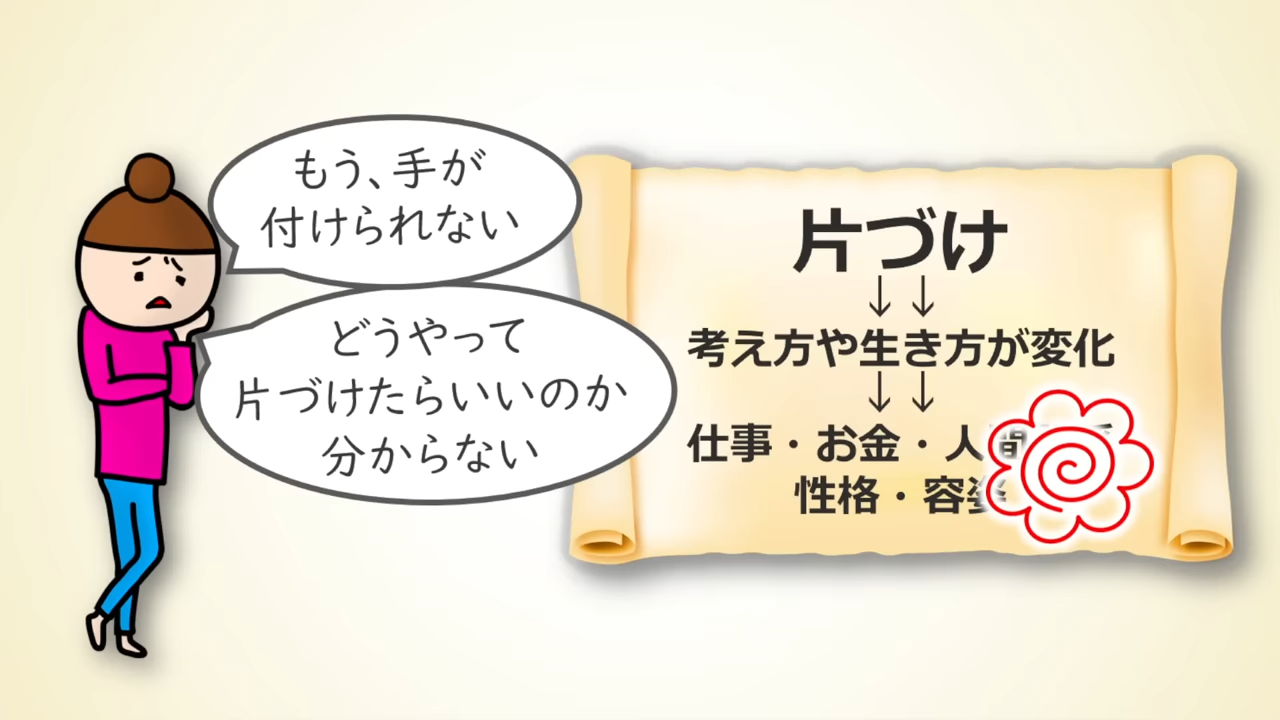 もう、手が
付けられない
どうやって
片づけたらいいのか
分からない
片づけ
↓↓
考え方や生き方が変化
↓↓
仕事・お金・人間
性格・容姿